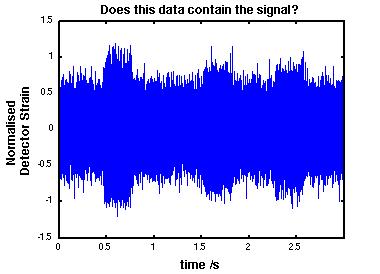 Does this data contain the signal?
1.5
1
0.5
0
-0.5
-1
-1.5
Normalised
Detector Strain
0 0.5 1 1.5 2 2.5
time /s